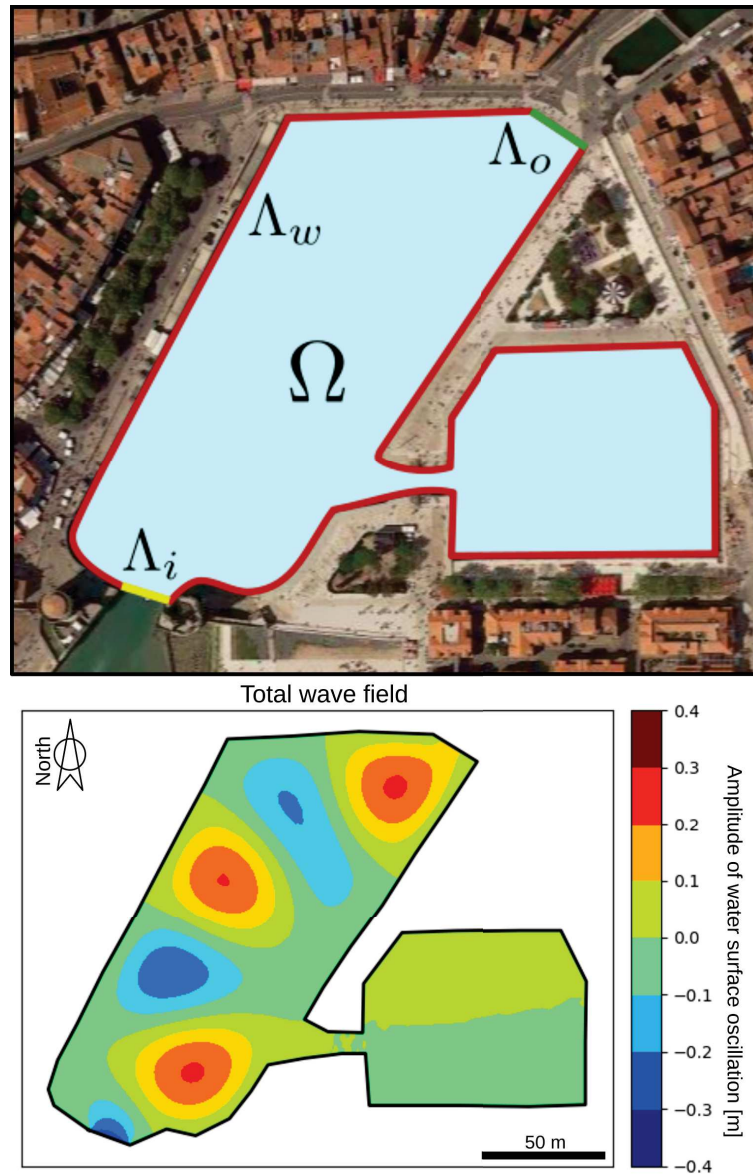 Λo
Λw
Ω
Λi
Total wave field
North
50 m
0.4
0.3
0.2
0.1
0.0
−0.1
−0.2
−0.3
−0.4
Amplitude of water surface oscillation [m]